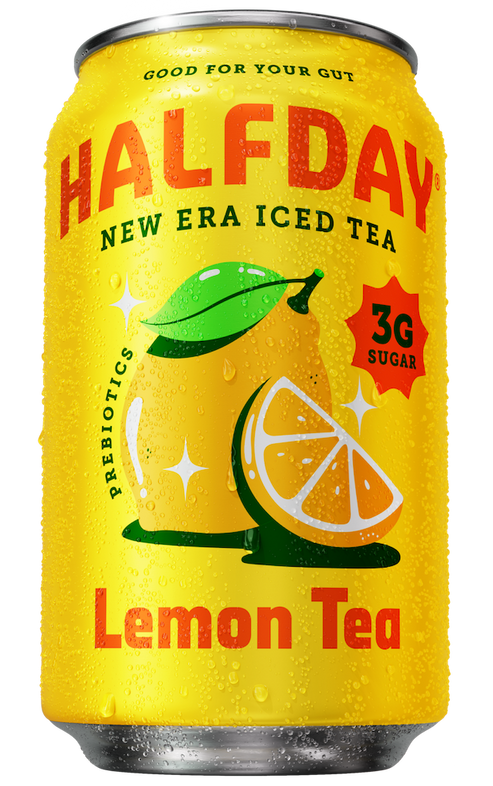 GOOD FOR YOUR GUT
HALFDAY®
NEW ERA ICED TEA
3G
SUGAR
PREBIOTICS
Lemon Tea